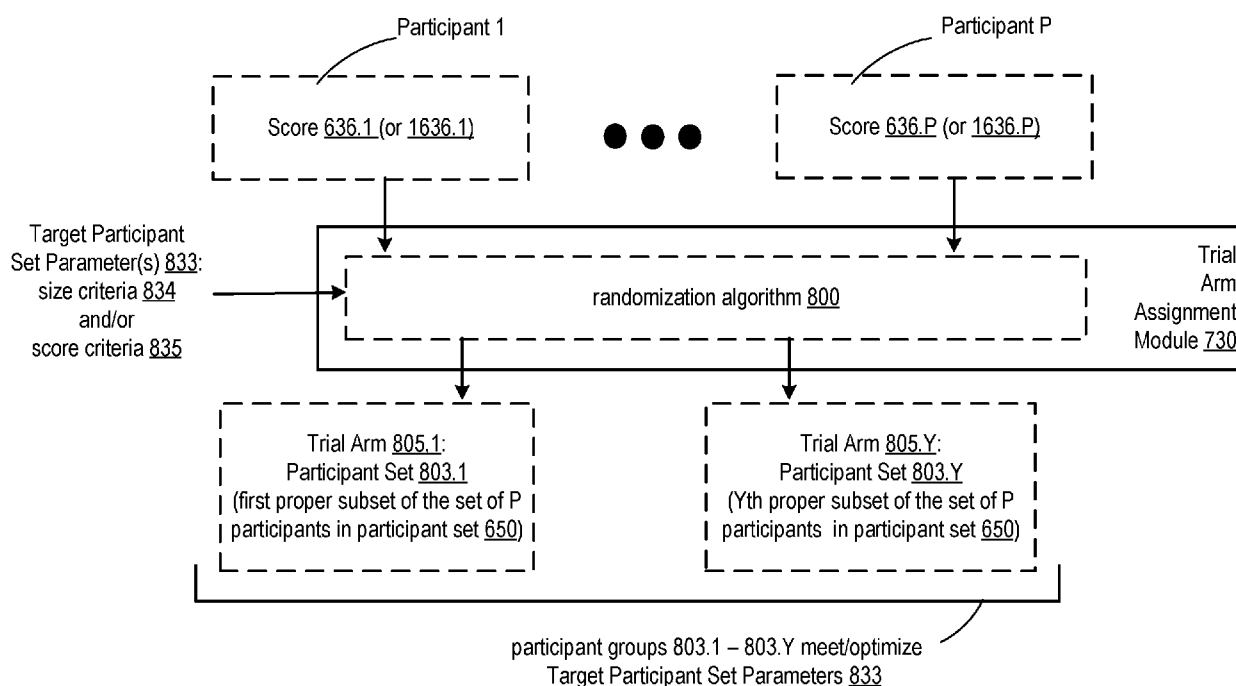 Participant 1
Participant P
Score 636.1 (or 1636.1)
Score 636.P (or 1636.P)
Target Participant
Set Parameter(s) 833:
size criteria 834
and/or
score criteria 835
randomization algorithm 800
Trial
Arm
Assignment
Module 730
Trial Arm 805.1:
Participant Set 803.1
(first proper subset of the set of P
participants in participant set 650)
Trial Arm 805.Y:
Participant Set 803.Y
(Yth proper subset of the set of P
participants in participant set 650)
participant groups 803.1 – 803.Y meet/optimize
Target Participant Set Parameters 833